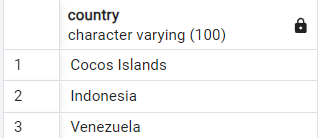 country
character varying (100)
1 Cocos Islands
2 Indonesia
3 Venezuela